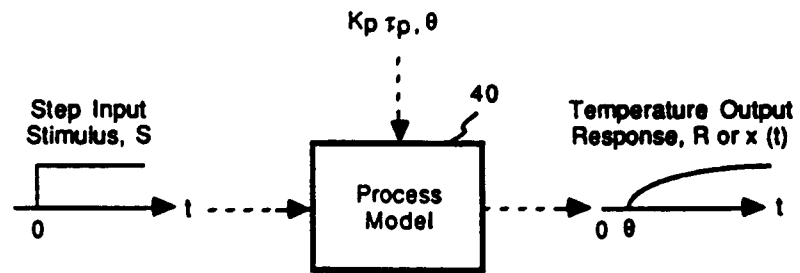 Kp τp, θ
40
Step Input
Stimulus, S
Temperature Output
Response, R or x (t)
Process
Model
t
t
0
0 θ